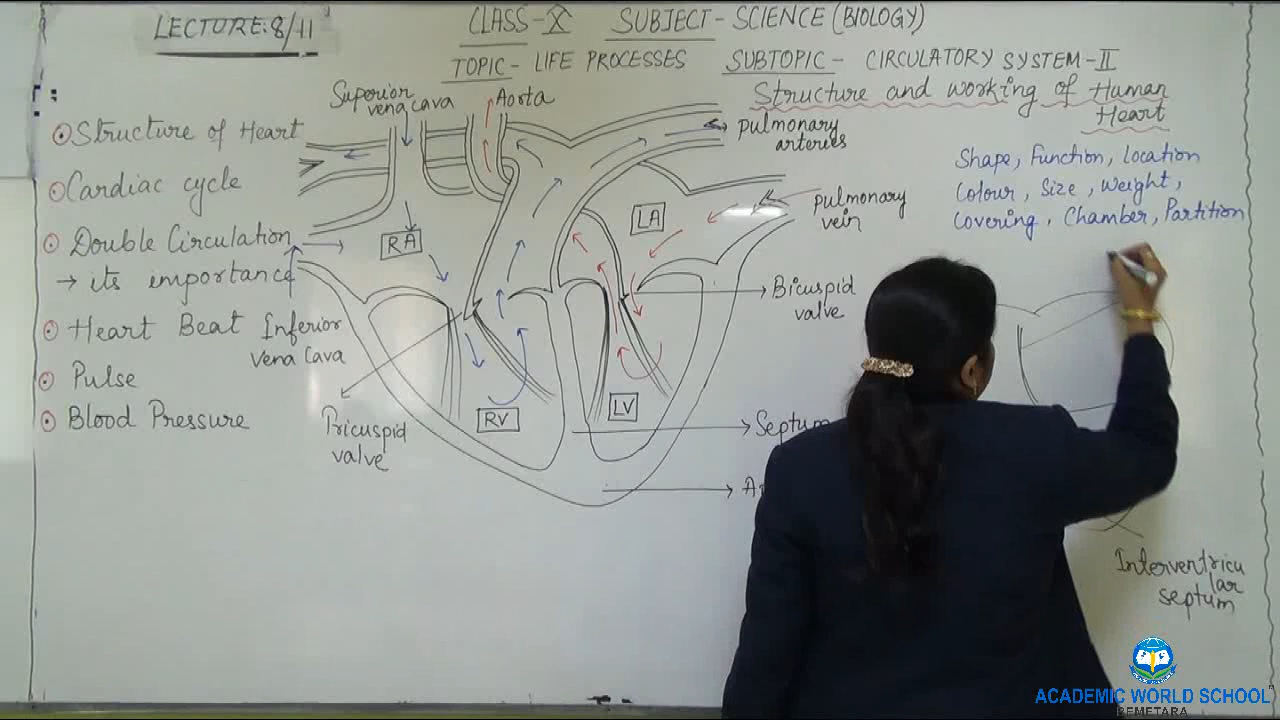 LECTURE: 8/11
CLASS-X SUBJECT-SCIENCE (BIOLOGY)
TOPIC- LIFE PROCESSES SUBTOPIC- CIRCULATORY SYSTEM-II
Structure and working of Human
Heart
Structure of Heart
Cardiac cycle
Double Circulation
→ its importance
Heart Beat
Pulse
Blood Pressure
Superior
vena cava
Aorta
pulmonary
arteries
pulmonary
vein
RA
LA
RV
LV
Bicuspid
valve
Inferior
Vena Cava
Tricuspid
valve
Septum
Shape, Function, location
Colour, Size, Weight,
Covering, Chamber, Partition
Interventricu
lar
septum
ACADEMIC WORLD SCHOOL
BEMETARA